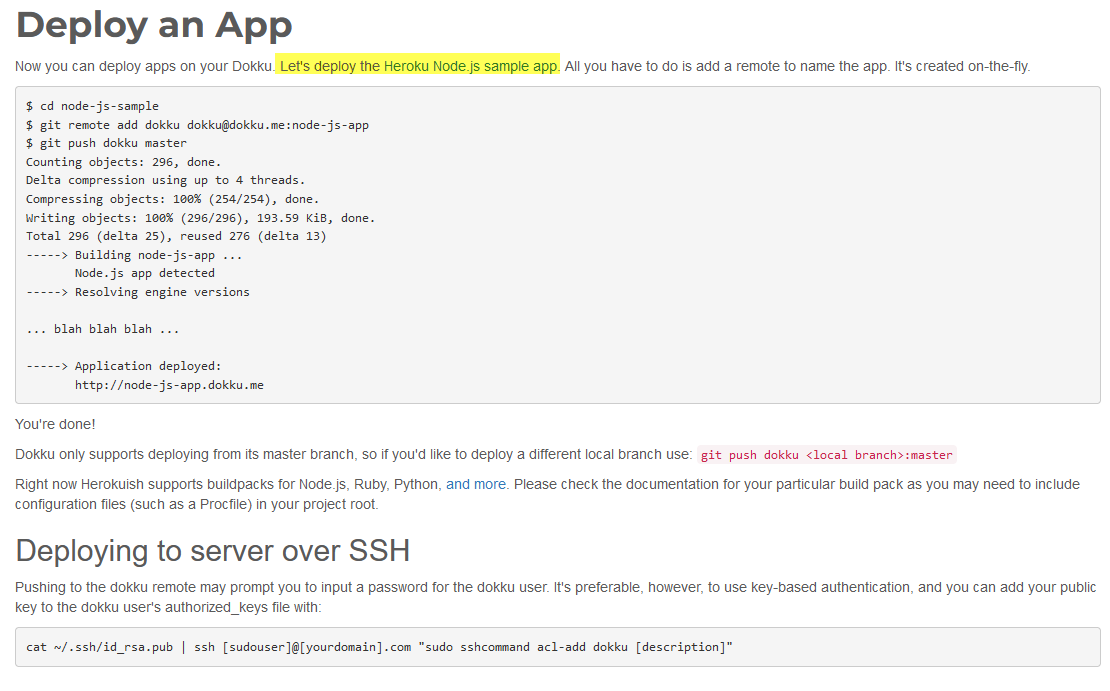 Deploy an App
Now you can deploy apps on your Dokku. Let's deploy the Heroku Node.js sample app. All you have to do is add a remote to name the app. It's created on-the-fly.
$ cd node-js-sample
$ git remote add dokku dokku@dokku.me:node-js-app
$ git push dokku master
Counting objects: 296, done.
Delta compression using up to 4 threads.
Compressing objects: 100% (254/254), done.
Writing objects: 100% (296/296), 193.59 KiB, done.
Total 296 (delta 25), reused 276 (delta 13)
-----> Building node-js-app ...
       Node.js app detected
-----> Resolving engine versions

... blah blah blah ...

-----> Application deployed:
       http://node-js-app.dokku.me
You're done!
Dokku only supports deploying from its master branch, so if you'd like to deploy a different local branch use: git push dokku <local branch>:master
Right now Herokuish supports buildpacks for Node.js, Ruby, Python, and more. Please check the documentation for your particular build pack as you may need to include
configuration files (such as a Procfile) in your project root.
Deploying to server over SSH
Pushing to the dokku remote may prompt you to input a password for the dokku user. It's preferable, however, to use key-based authentication, and you can add your public
key to the dokku user's authorized_keys file with:
cat ~/.ssh/id_rsa.pub | ssh [sudouser]@[yourdomain].com "sudo sshcommand acl-add dokku [description]"